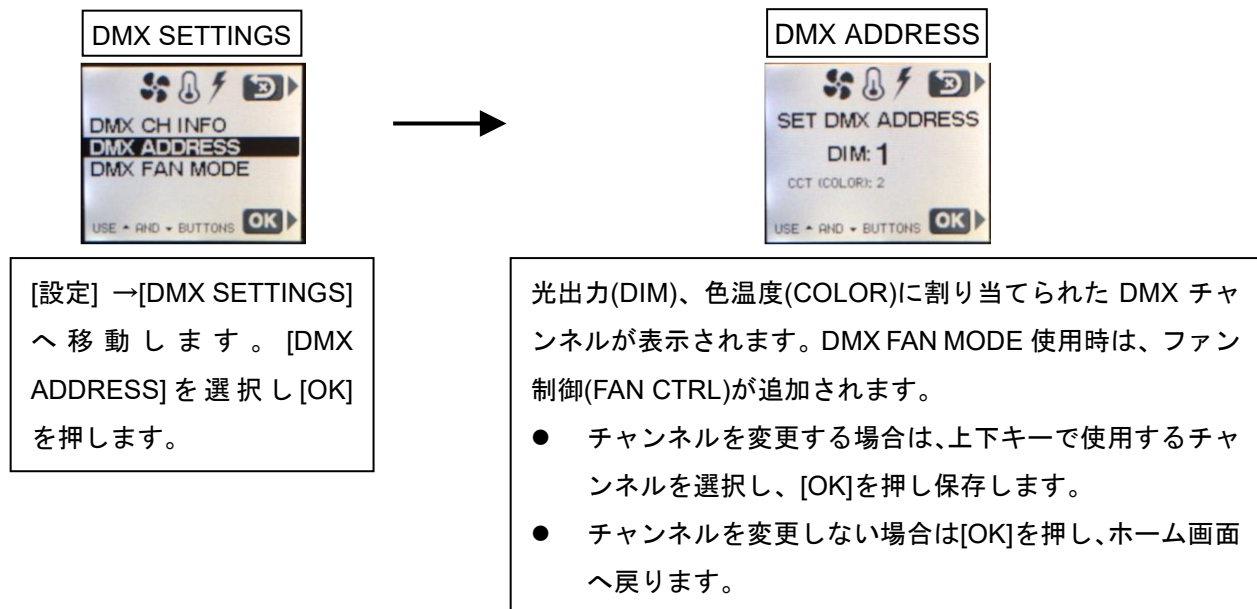 DMX SETTINGS
DMX CH INFO
DMX ADDRESS
DMX FAN MODE
USE AND BUTTONS OK
[設定] →[DMX SETTINGS]
へ移動します。[DMX
ADDRESS]を選択し[OK]
を押します。
DMX ADDRESS
SET DMX ADDRESS
DIM: 1
CCT (COLOR): 2
USE AND BUTTONS OK
光出力(DIM)、色温度(COLOR)に割り当てられた DMX チャ
ンネルが表示されます。DMX FAN MODE 使用時は、ファン
制御(FAN CTRL)が追加されます。
● チャンネルを変更する場合は、上下キーで使用するチャ
ンネルを選択し、[OK]を押し保存します。
● チャンネルを変更しない場合は[OK]を押し、ホーム画面
へ戻ります。